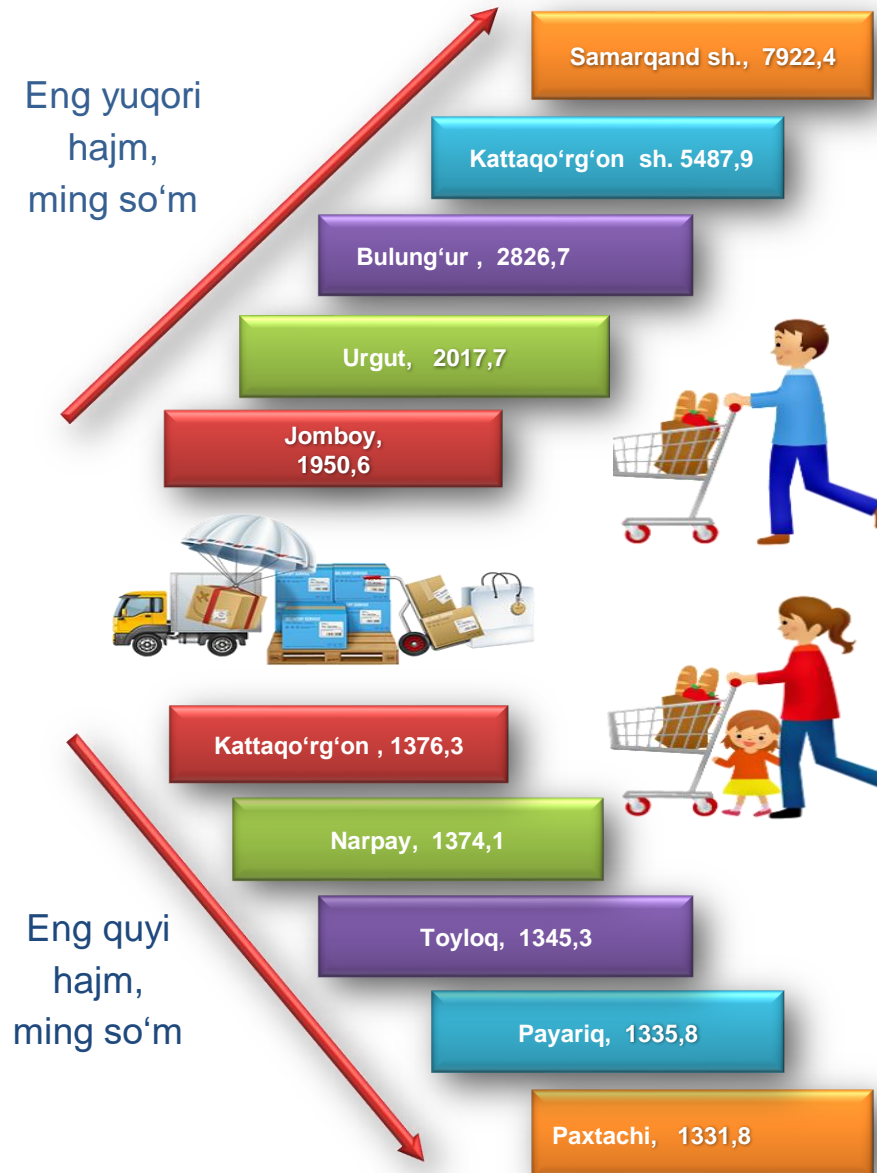 Samarqand sh., 7922,4
Eng yuqori
hajm,
ming so‘m
Kattaqo‘rg‘on sh. 5487,9
Bulung‘ur , 2826,7
Urgut, 2017,7
Jomboy,
1950,6
Kattaqo‘rg‘on , 1376,3
Narpay, 1374,1
Eng quyi
hajm,
ming so‘m
Toyloq, 1345,3
Payariq, 1335,8
Paxtachi, 1331,8